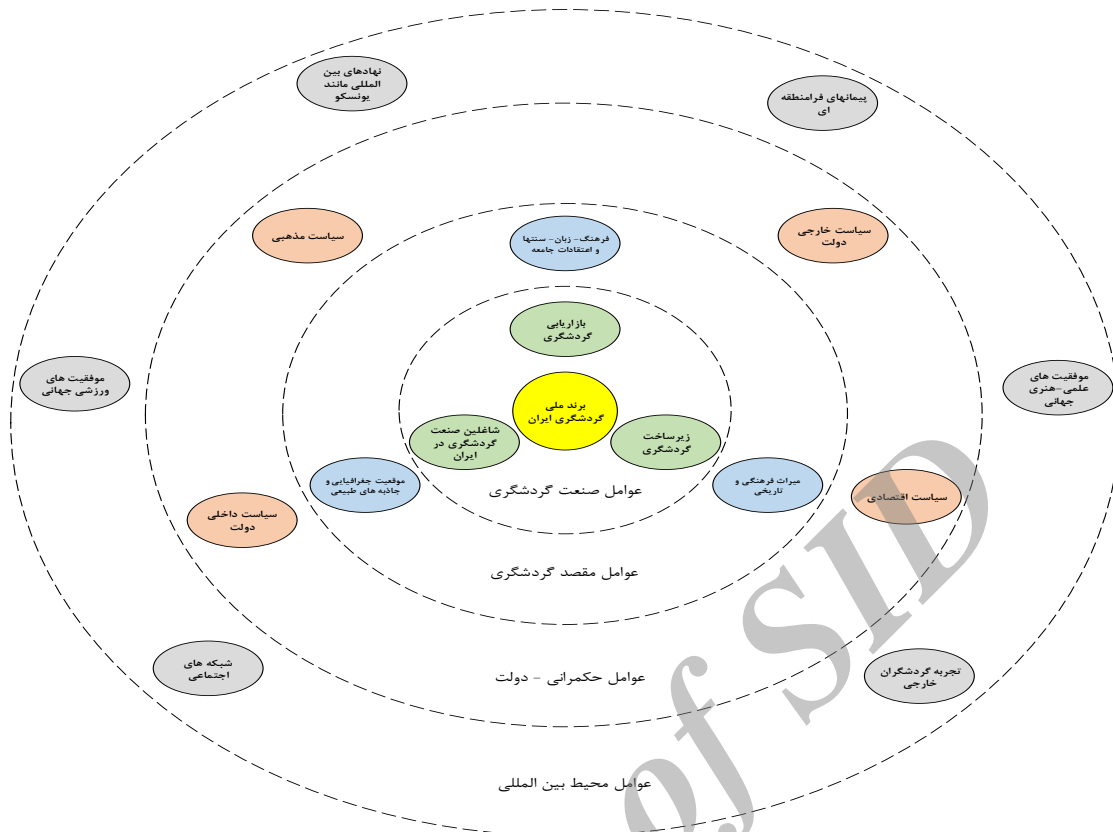 نهادهای بین
المللی مانند
یونسکو
پیمانهای فرامنطقه
ای
سیاست مذهبی
فرهنگ- زبان- سنتها
و اعتقادات جامعه
سیاست خارجی
دولت
بازاریابی
گردشگری
موفقیت های
ورزشی جهانی
برند ملی
گردشگری ایران
موفقیت های
علمی-هنری
جهانی
شاغلین صنعت
گردشگری در
ایران
زیرساخت
گردشگری
موقعیت جغرافیایی و
جاذبه های طبیعی
عوامل صنعت گردشگری
میراث فرهنگی و
تاریخی
سیاست اقتصادی
سیاست داخلی
دولت
عوامل مقصد گردشگری
شبکه های
اجتماعی
عوامل حکمرانی - دولت
تجربه گردشگران
خارجی
عوامل محیط بین المللی
of SID